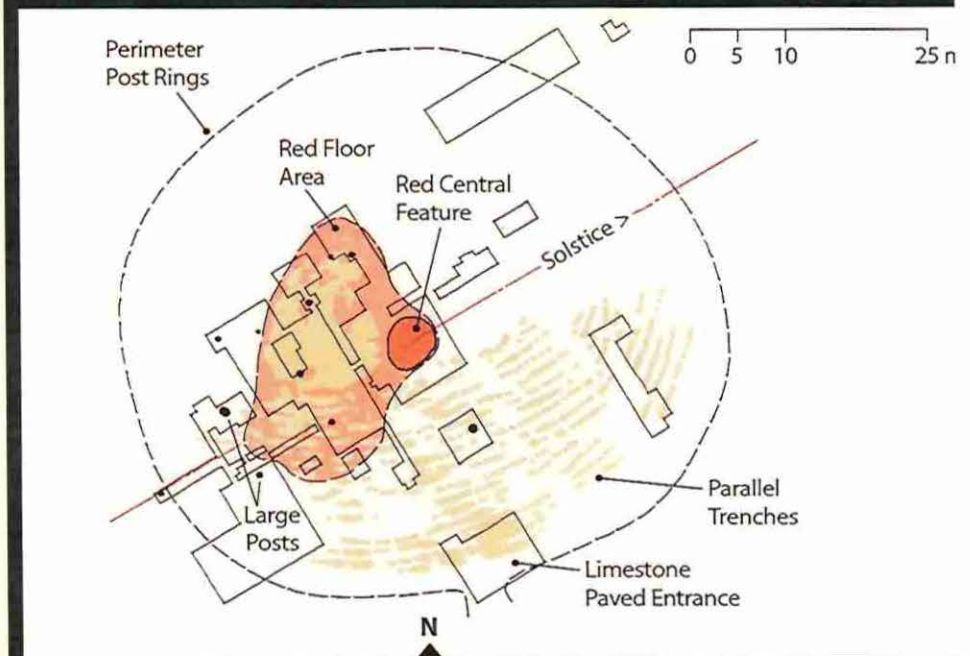 Perimeter
Post Rings
0 5 10 25 n
Red Floor
Area
Red Central
Feature
Solstice >
Large
Posts
Parallel
Trenches
Limestone
Paved Entrance
N